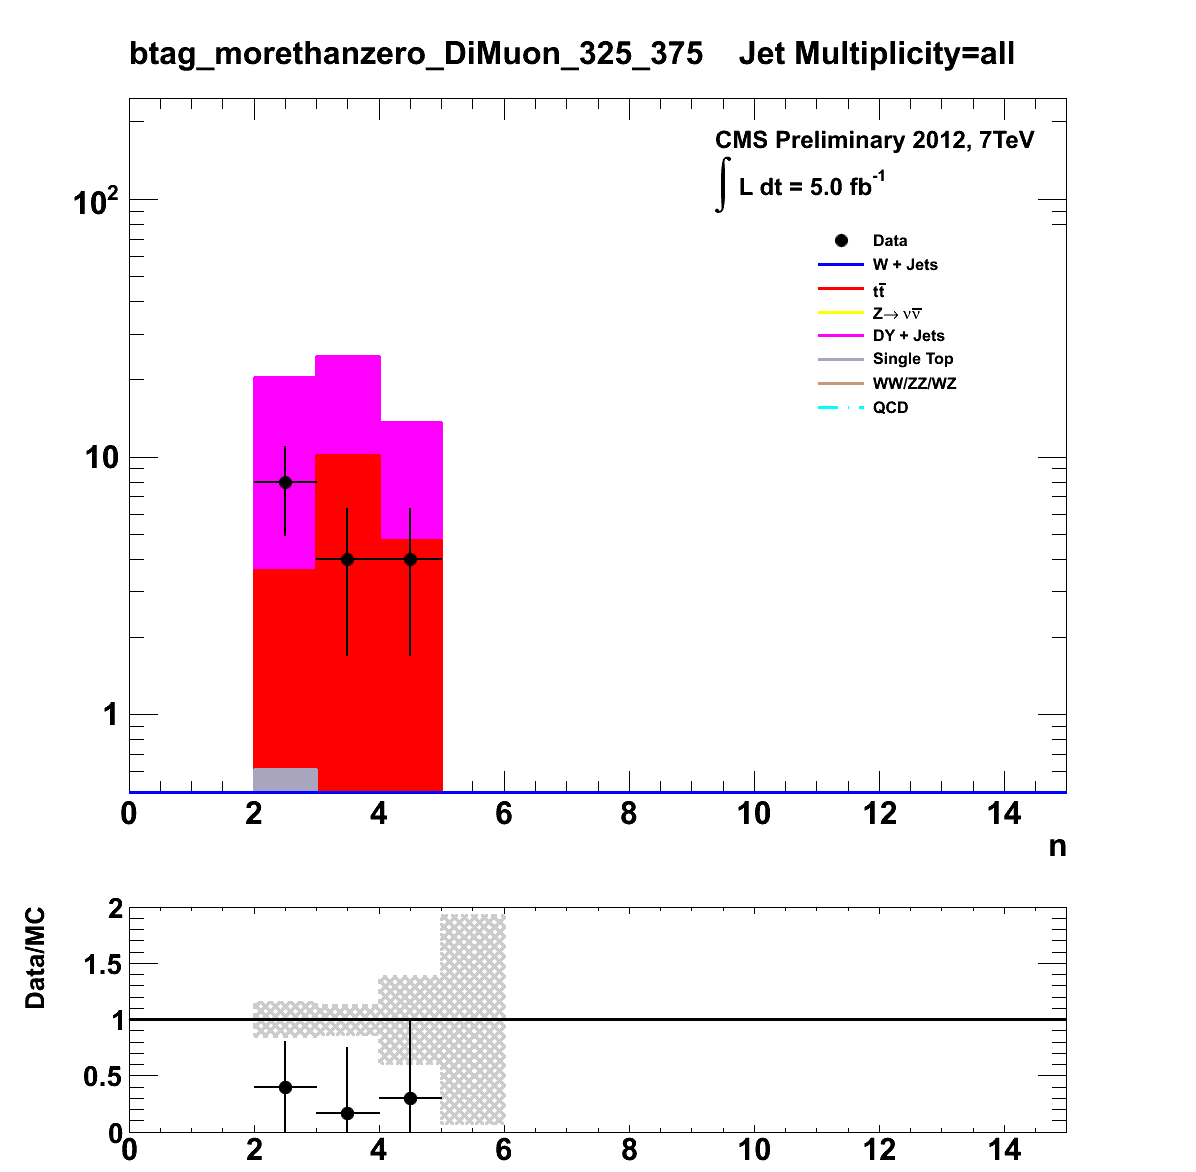 btag_morethanzero_DiMuon_325_375 Jet Multiplicity=all
CMS Preliminary 2012, 7TeV
∫ L dt = 5.0 fb⁻¹
Data
W + Jets
tt̅
Z→ νν̅
DY + Jets
Single Top
WW/ZZ/WZ
QCD
10²
10
1
0 2 4 6 8 10 12 14
n
Data/MC
2
1.5
1
0.5
0
0 2 4 6 8 10 12 14